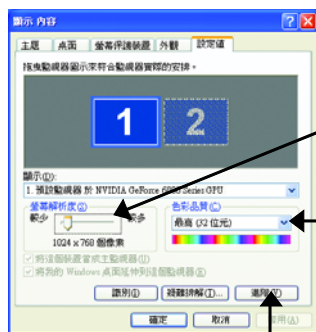 顯示 內容
主題 桌面 螢幕保護裝置 外觀 設定值
拖曳監視器圖示來符合監視器實際的安排。
1 2
顯示(D):
1. 預設監視器 於 NVIDIA GeForce Series GPU
螢幕解析度(S) 色彩品質(C)
較少 較多 最高 (32 位元)
1024 x 768 個像素
將這個裝置當成主監視器(U)
將我的 Windows 桌面延伸到這個監視器(E)
識別(I) 疑難排解(T)... 進階(V)
確定 取消 套用(A)